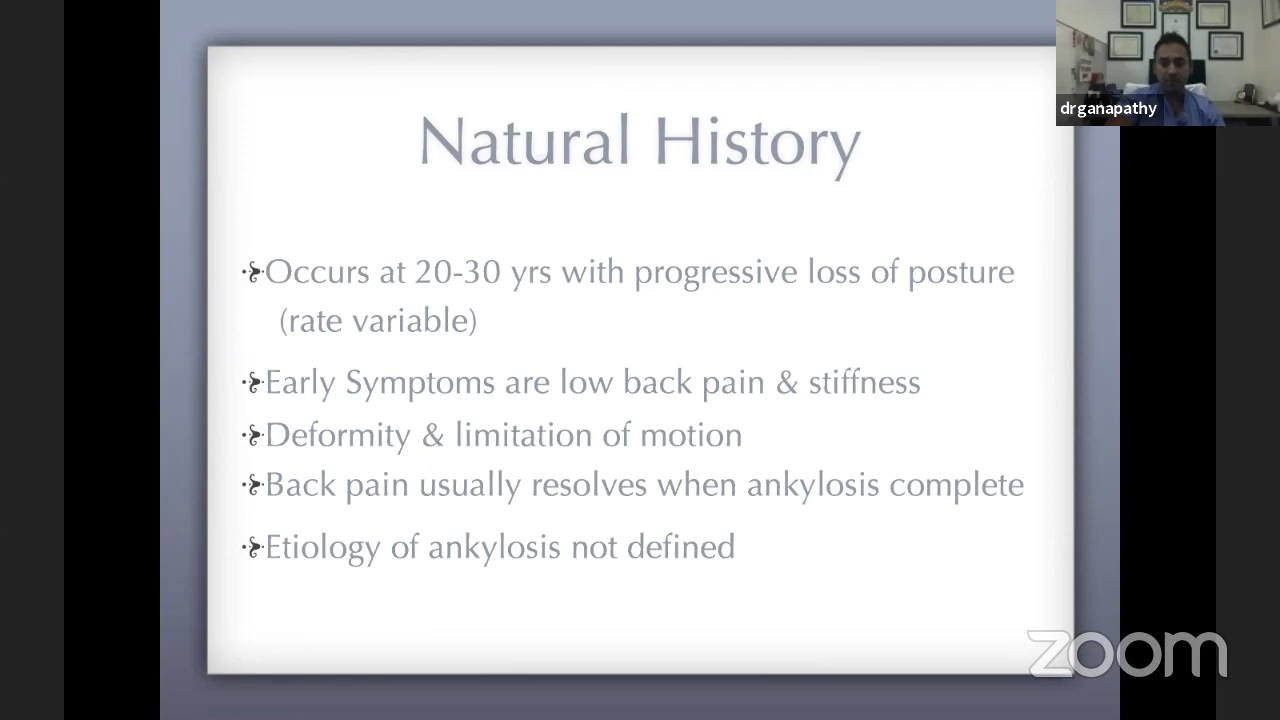 drganapathy
Natural History
Occurs at 20-30 yrs with progressive loss of posture
(rate variable)
Early Symptoms are low back pain & stiffness
Deformity & limitation of motion
Back pain usually resolves when ankylosis complete
Etiology of ankylosis not defined
zoom